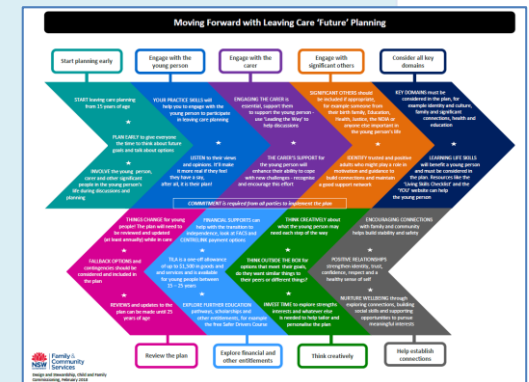 Moving Forward with Leaving Care 'Future' Planning
Start planning early
Engage with the
young person
Engage with the
carer
Engage with
significant others
Consider all key
domains
START leaving care planning
from 15 years of age
PLAN EARLY to give everyone
the time to think about future
goals and talk about options
INVOLVE the young person,
carer and other significant
people in the young person's
life during discussions and
planning
YOUR PRACTICE SKILLS will
help you to engage with the
young person to participate
in leaving care planning
LISTEN to their views
and opinions. It'll make
it more real if they feel
they have a say,
after all, it is their plan!
ENGAGING THE CARER is
essential, support them
to support the young person -
use 'Leading the Way' to
help discussions
THE CARER'S SUPPORT for
the young person will
enhance their ability to cope
with new challenges - recognise
and encourage this effort
SIGNIFICANT OTHERS should
be included if appropriate,
for example someone from
their birth family, Education,
Health, Justice, the NDIA or
anyone else important in
the young person's life
IDENTIFY trusted and positive
adults who might play a role in
motivation and guidance to
build connections and maintain
a good support network
KEY DOMAINS must be
considered in the plan, for
example identity and culture,
family and significant
connections, health and
education
LEARNING LIFE SKILLS
will benefit a young person
and must be considered in
the plan. Resources like the
'Living Skills Checklist' and the
'YOU' website can help
the young person
COMMITMENT is required from all parties to implement the plan
THINGS CHANGE for young
people! The plan will need
to be reviewed and updated
(at least annually) while in care
FALLBACK OPTIONS and
contingencies should be
considered and included in
the plan
REVIEWS and updates to the
plan can be made until 25
years of age
FINANCIAL SUPPORTS can
help with the transition to
independence, look at FACS and
CENTRELINK payment options
TILA is a one-off allowance
of up to $1,500 in goods and
services and is available
for young people between
15 – 25 years
EXPLORE FURTHER EDUCATION
pathways, scholarships and
other entitlements, for example
the free Safer Drivers Course
THINK CREATIVELY about
what the young person may
need each step of the way
THINK OUTSIDE THE BOX for
options that meet their goals,
do they want similar things
to their peers or different things?
INVEST TIME to explore strengths
interests and whatever else
is needed to help tailor and
personalise the plan
ENCOURAGING CONNECTIONS
with family and community
helps build stability and safety
POSITIVE RELATIONSHIPS
strengthen identity, trust,
confidence, respect and a
healthy sense of self
NURTURE WELLBEING through
exploring connections, building
social skills and supporting
opportunities to pursue
meaningful interests
Review the plan
Explore financial and
other entitlements
Think creatively
Help establish
connections
NSW
GOVERNMENT
Family &
Community
Services
Design and Stewardship, Child and Family
Commissioning, February 2018